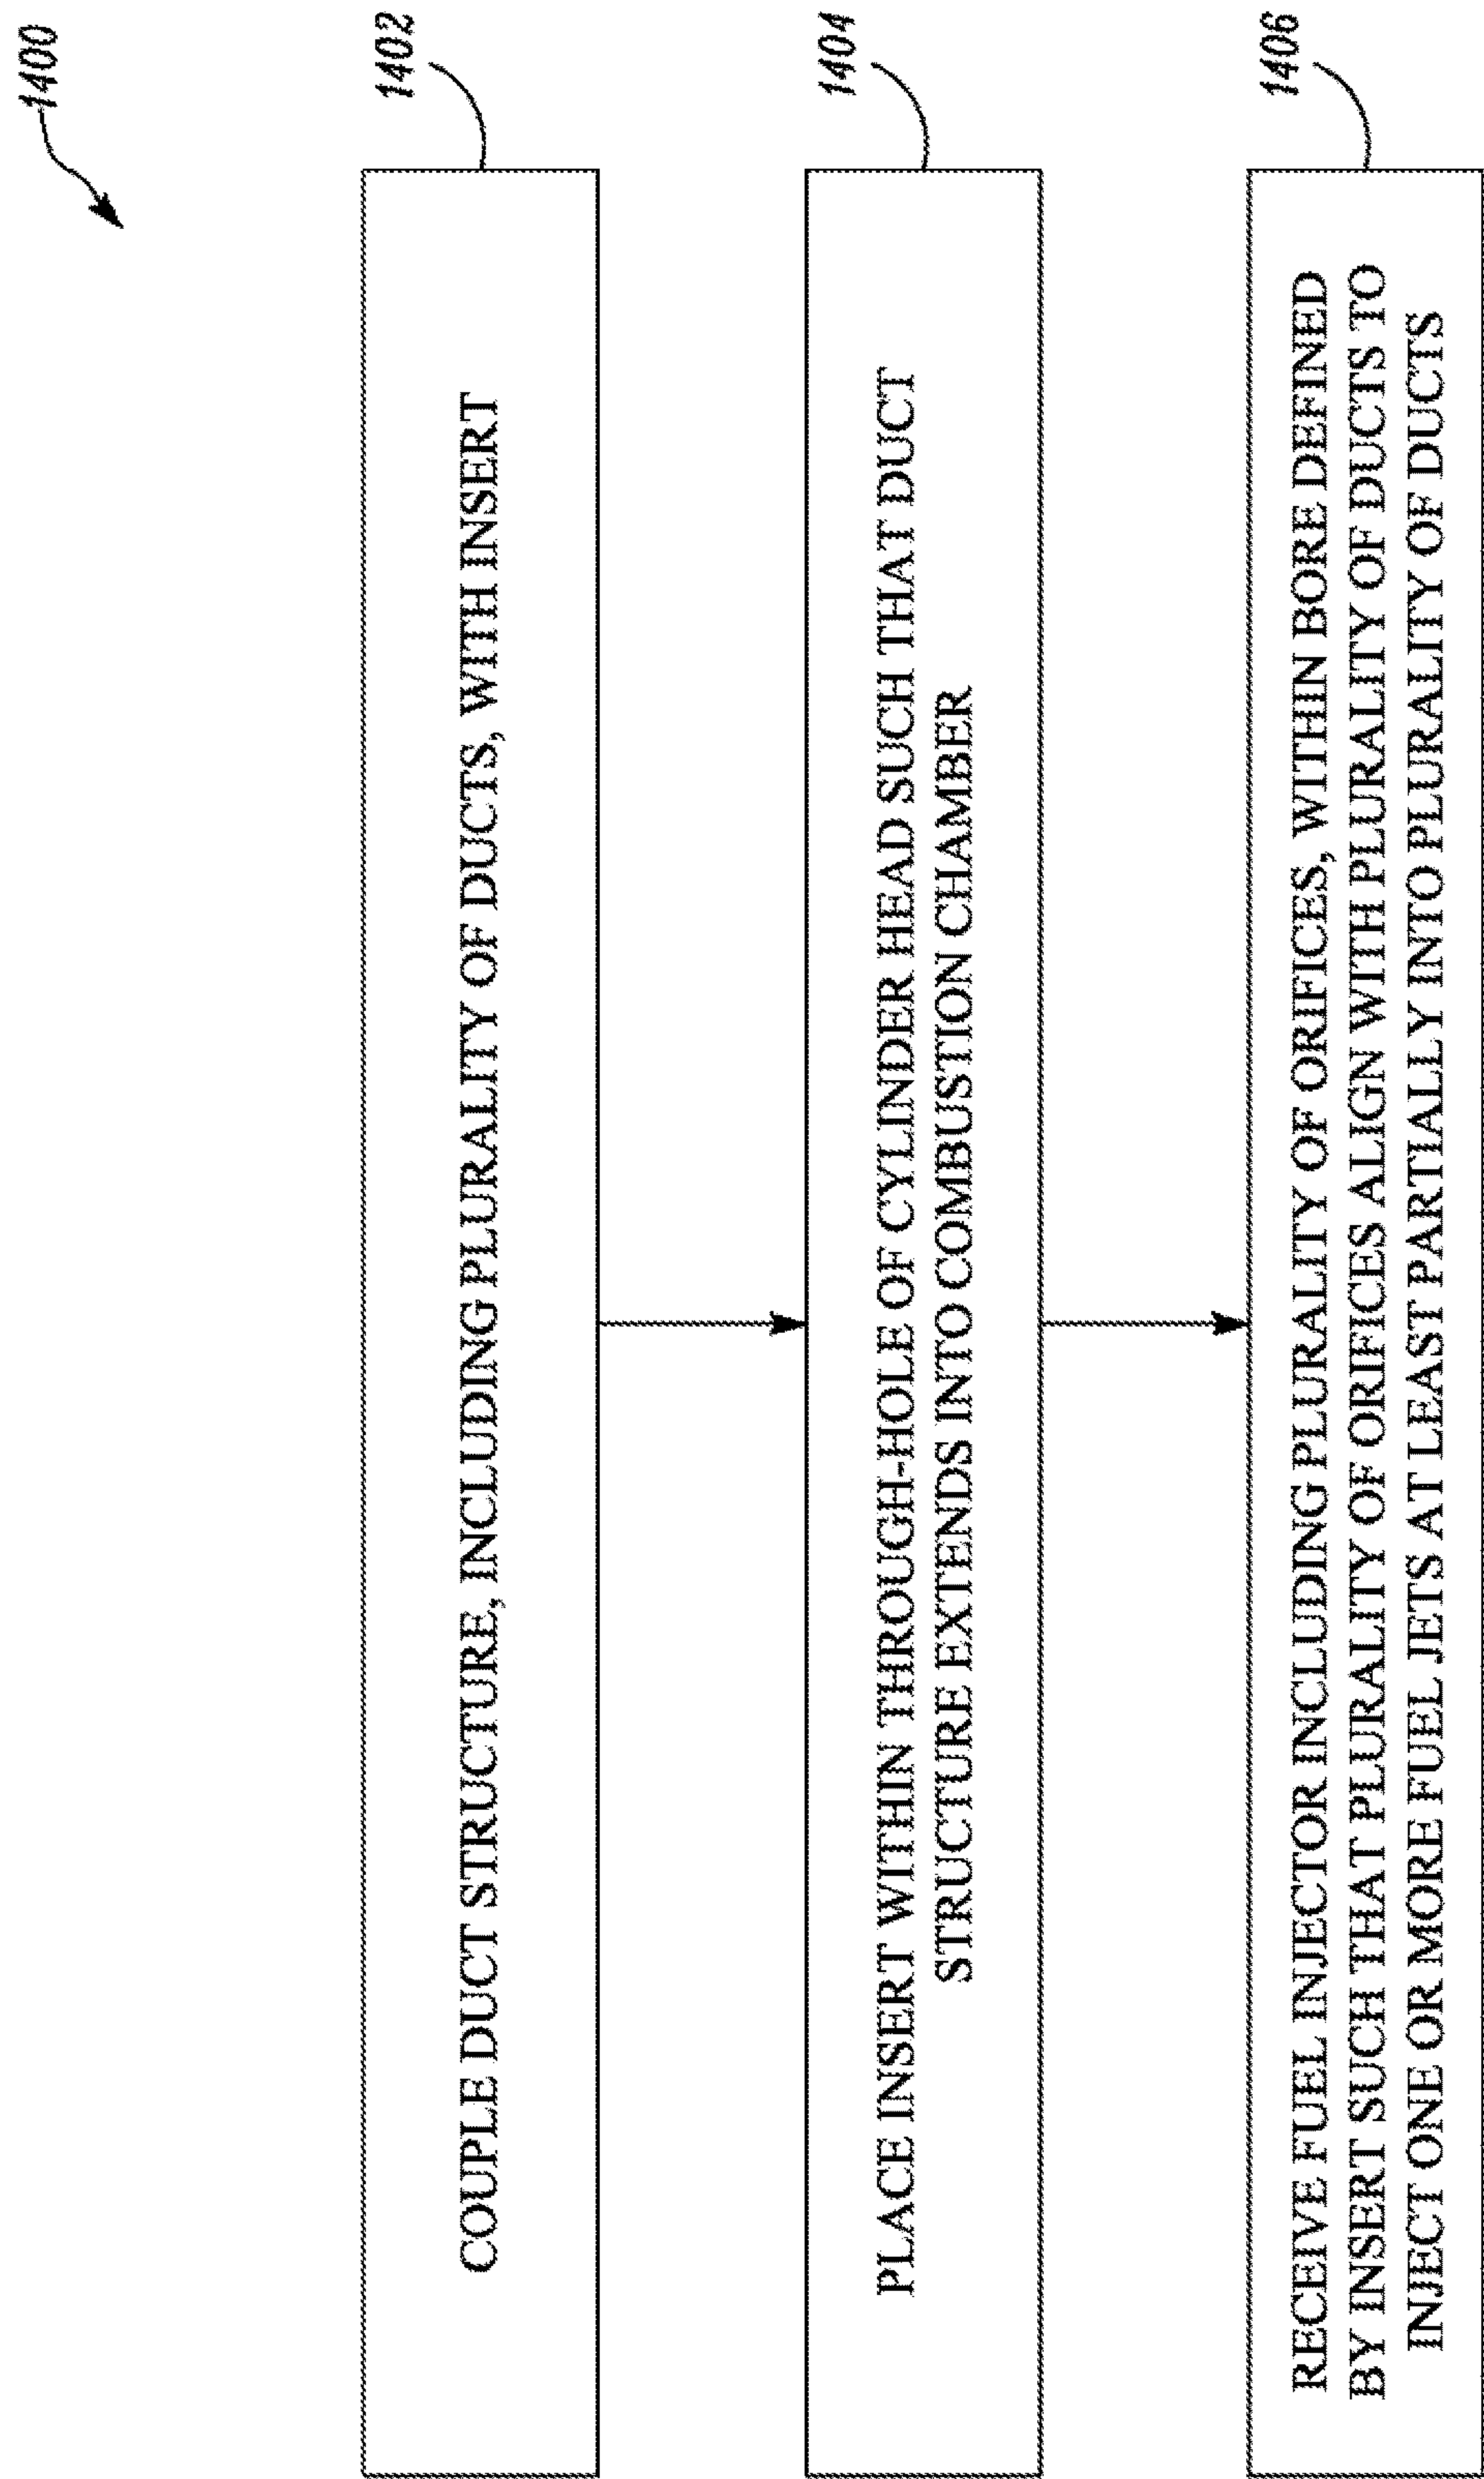 1400
1402
COUPLE DUCT STRUCTURE, INCLUDING PLURALITY OF DUCTS, WITH INSERT
1404
PLACE INSERT WITHIN THROUGH-HOLE OF CYLINDER HEAD SUCH THAT DUCT
STRUCTURE EXTENDS INTO COMBUSTION CHAMBER
1406
RECEIVE FUEL INJECTOR INCLUDING PLURALITY OF ORIFICES, WITHIN BORE DEFINED
BY INSERT SUCH THAT PLURALITY OF ORIFICES ALIGN WITH PLURALITY OF DUCTS TO
INJECT ONE OR MORE FUEL JETS AT LEAST PARTIALLY INTO PLURALITY OF DUCTS